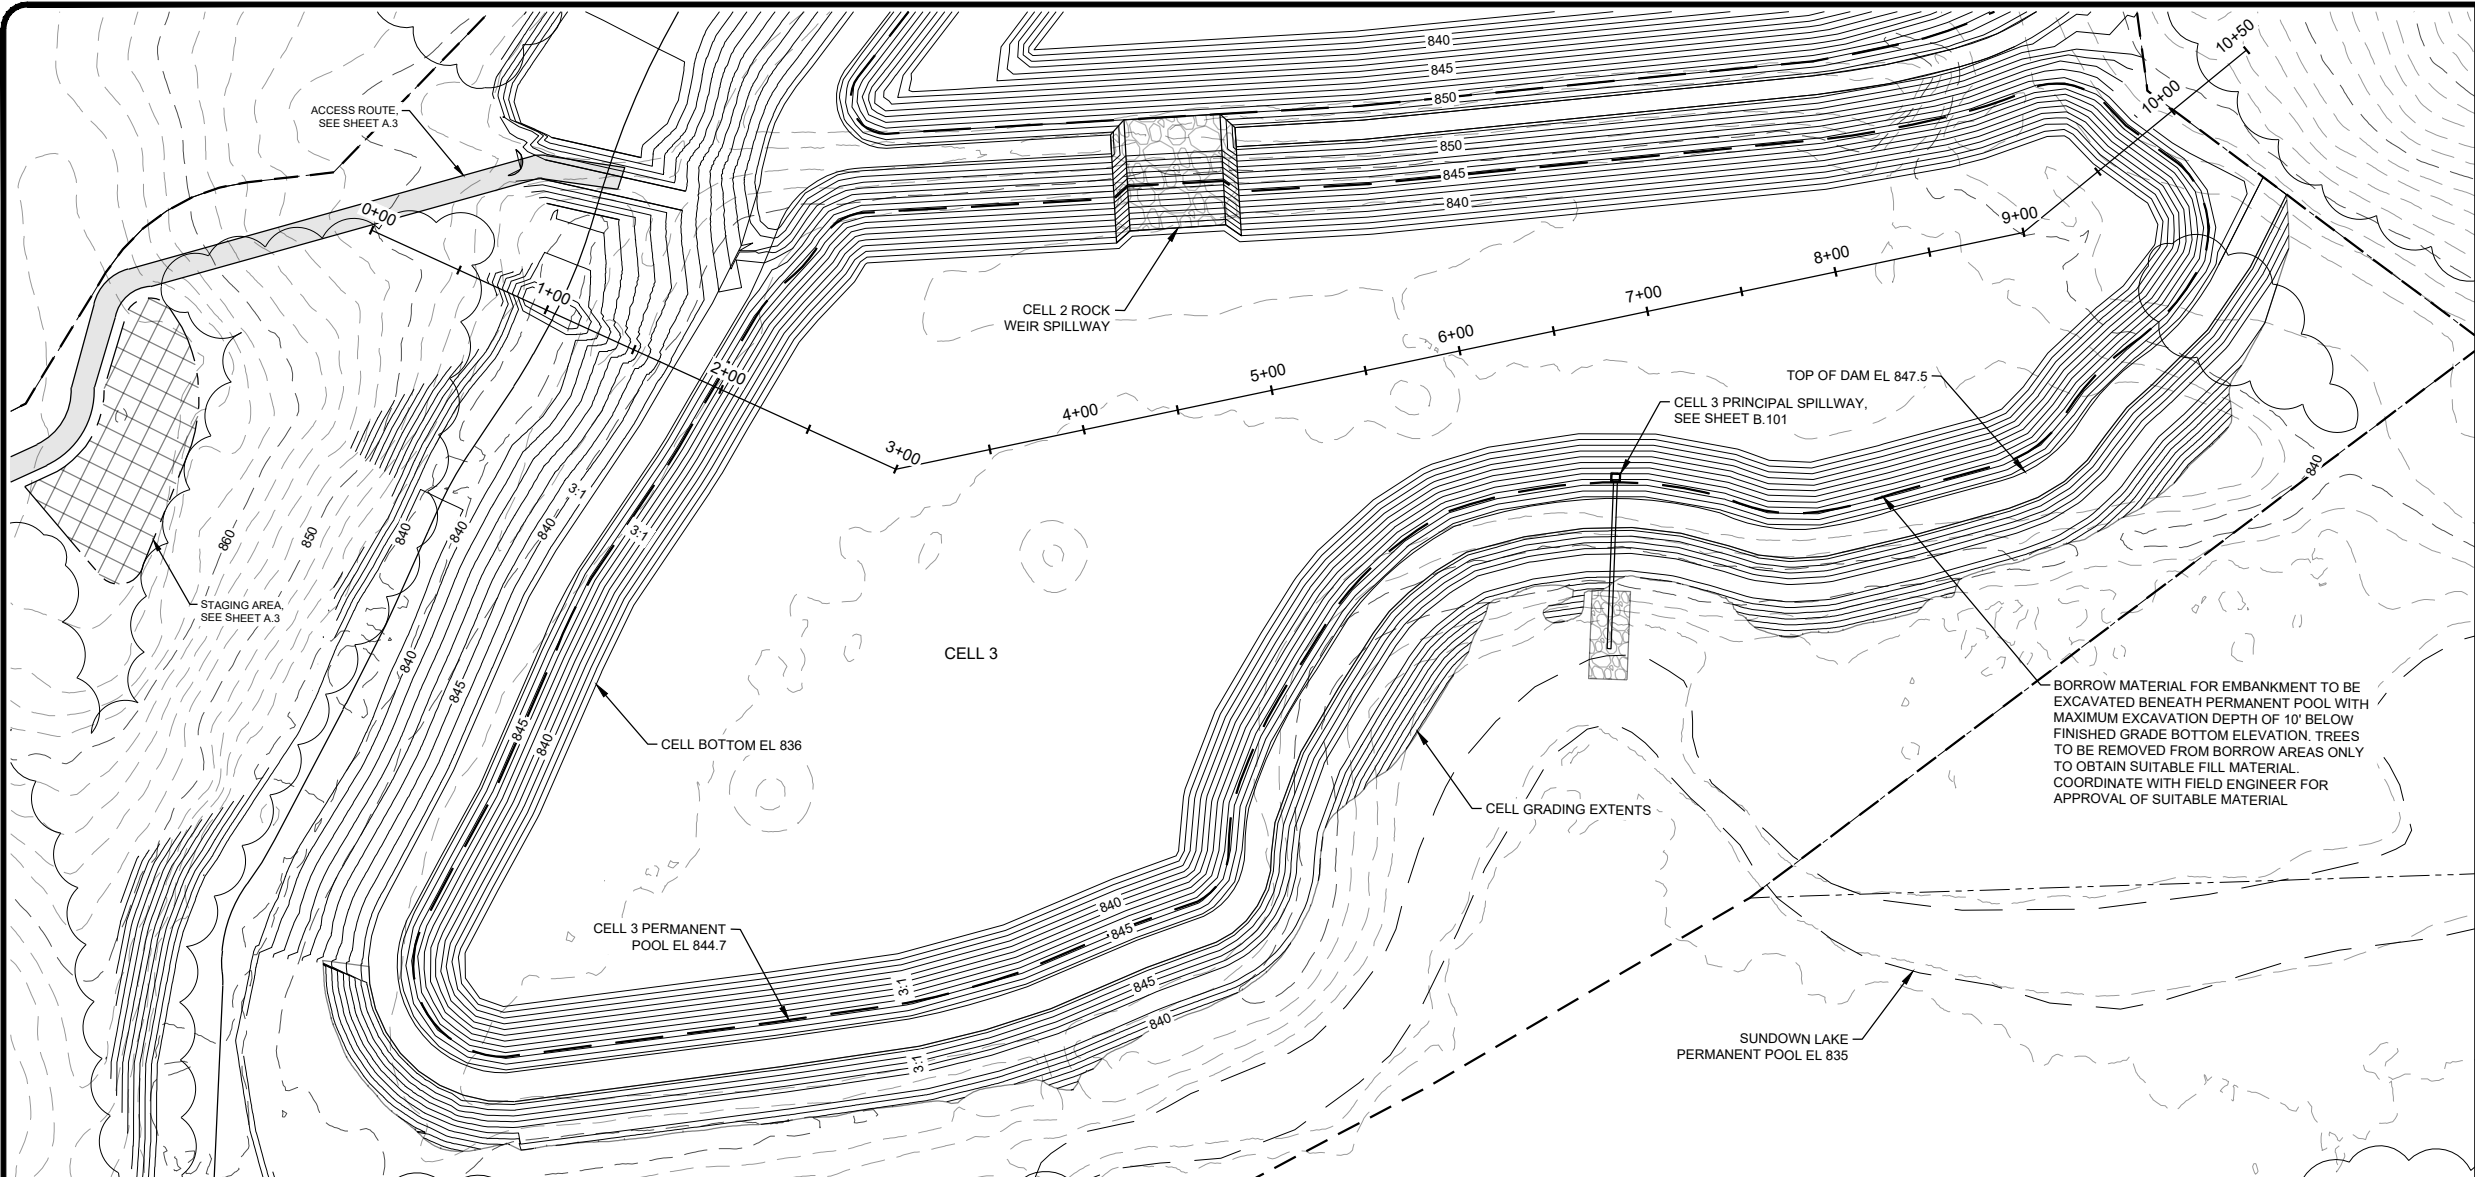 840
845
850
10+50
10+00
ACCESS ROUTE,
SEE SHEET A.3
850
845
840
0+00
1+00
2+00
3+00
4+00
5+00
6+00
7+00
8+00
9+00
CELL 2 ROCK
WEIR SPILLWAY
TOP OF DAM EL 847.5
CELL 3 PRINCIPAL SPILLWAY,
SEE SHEET B.101
840
3:1
3:1
860
850
840
840
840
STAGING AREA,
SEE SHEET A.3
840
845
845
840
CELL 3
CELL BOTTOM EL 836
BORROW MATERIAL FOR EMBANKMENT TO BE
EXCAVATED BENEATH PERMANENT POOL WITH
MAXIMUM EXCAVATION DEPTH OF 10' BELOW
FINISHED GRADE BOTTOM ELEVATION. TREES
TO BE REMOVED FROM BORROW AREAS ONLY
TO OBTAIN SUITABLE FILL MATERIAL.
COORDINATE WITH FIELD ENGINEER FOR
APPROVAL OF SUITABLE MATERIAL
CELL GRADING EXTENTS
840
845
CELL 3 PERMANENT
POOL EL 844.7
3:1
845
840
3:1
SUNDOWN LAKE
PERMANENT POOL EL 835